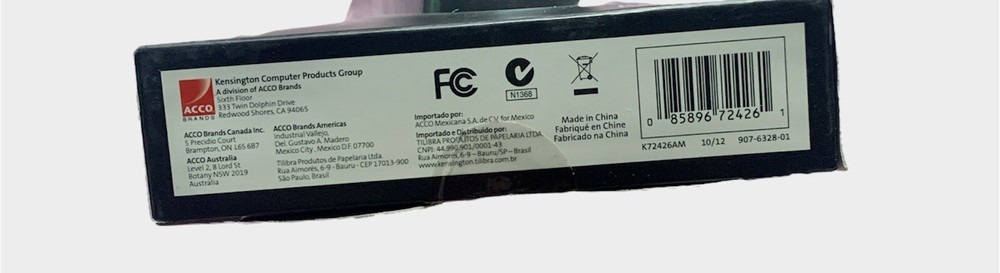 ACCO
BRANDS
Kensington Computer Products Group
A division of ACCO Brands
Sixth Floor
333 Twin Dolphin Drive
Redwood Shores, CA 94065
ACCO Brands Canada Inc.
5 Precidio Court
Brampton, ON L6S 6B7
ACCO Australia
Level 2, 8 Lord St
Botany NSW 2019
Australia
ACCO Brands Americas
Industrial Vallejo,
Del. Gustavo A. Madero
Mexico City , Mexico D.F. 07700
Tilibra Produtos de Papelaria Ltda.
Rua Aimorés, 6-9 - Bauru - CEP 17013-900
São Paulo, Brasil
FC
N1368
Importado por:
ACCO Mexicana S.A. de C.V. for Mexico
Importado e Distribuido por:
TILIBRA PRODUTOS DE PAPELARIA LTDA.
CNPJ: 44.990.901/0001-43
Rua Aimorés, 6-9 – Bauru/SP – Brasil
www.kensington.tilibra.com.br
Made in China
Fabriqué en Chine
Fabricado na China
0 85896 72426 1
K72426AM 10/12 907-6328-01